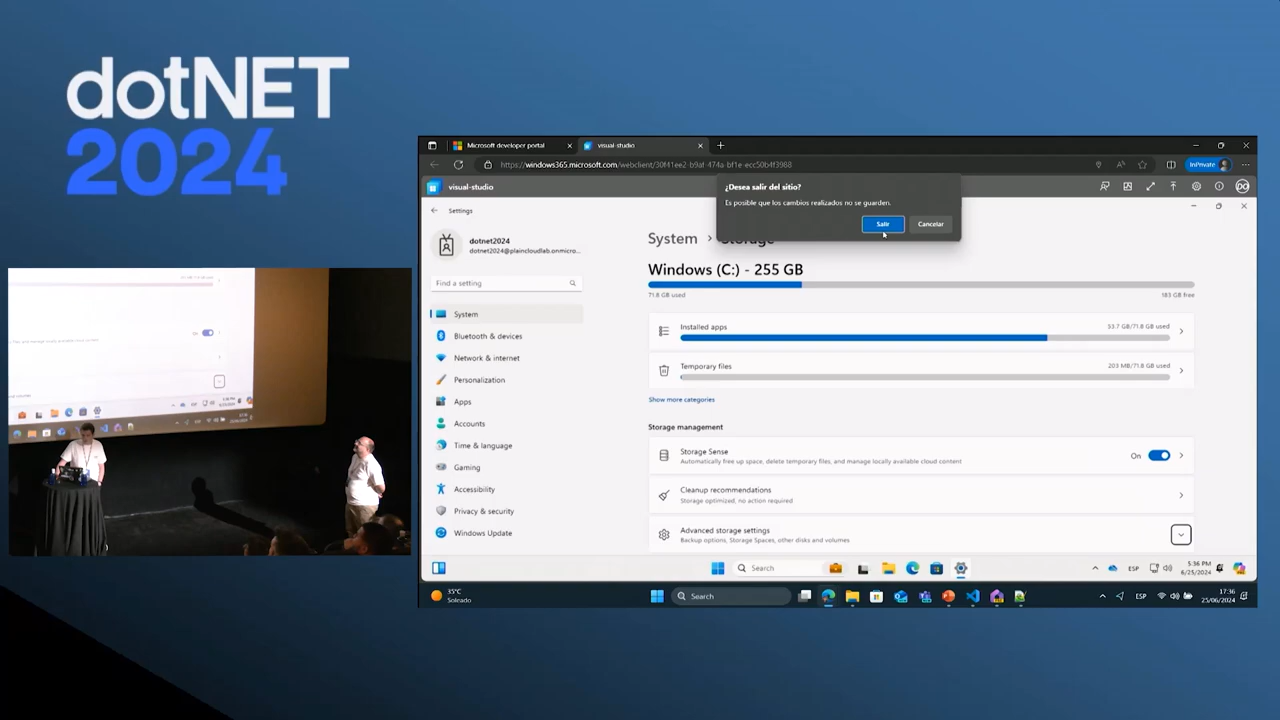 dotNET
2024
Microsoft developer portal
visual-studio
https://windows365.microsoft.com/webclient/30f41ee2-b9af-474a-bf1e-ecc50b4f3988
InPrivate
visual-studio
DO
¿Desea salir del sitio?
Es posible que los cambios realizados no se guarden.
Salir
Cancelar
Settings
dotnet2024
dotnet2024@plaincloudlab.onmicro...
Find a setting
System
Bluetooth & devices
Network & internet
Personalization
Apps
Accounts
Time & language
Gaming
Accessibility
Privacy & security
Windows Update
System > Storage
Windows (C:) - 255 GB
71.8 GB used
183 GB free
Installed apps
53.7 GB/71.8 GB used
Temporary files
203 MB/71.8 GB used
Show more categories
Storage management
Storage Sense
Automatically free up space, delete temporary files, and manage locally available cloud content
On
Cleanup recommendations
Storage optimized, no action required
Advanced storage settings
Backup options, Storage Spaces, other disks and volumes
Search
ESP
5:36 PM
6/25/2024
35°C
Soleado
Search
ESP
17:36
25/06/2024